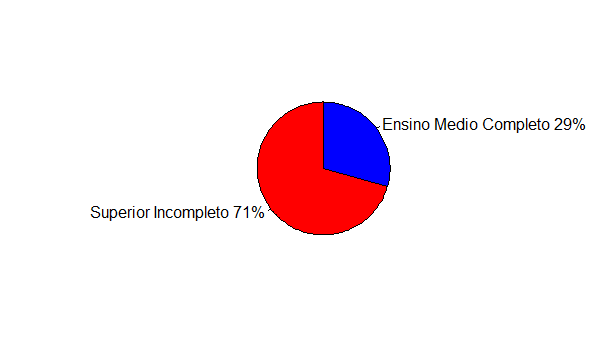 Ensino Medio Completo 29%
Superior Incompleto 71%